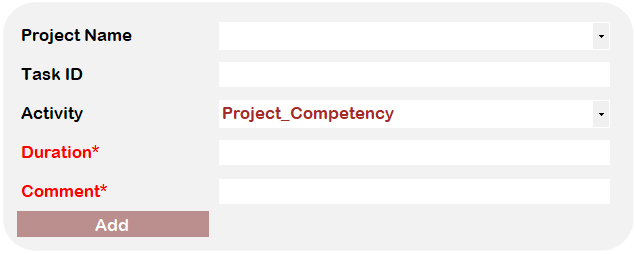 Project Name
Task ID
Activity Project_Competency
Duration*
Comment*
Add